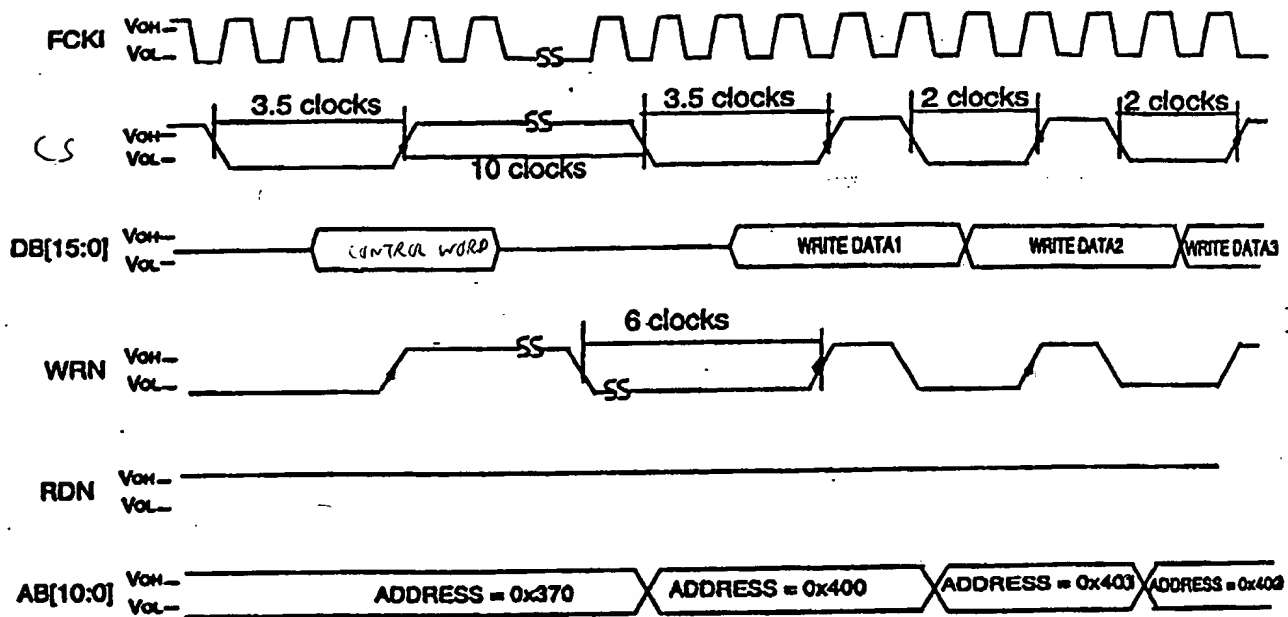 FCKI
VOH
VOL
SS
3.5 clocks
3.5 clocks
2 clocks
2 clocks
CS
VOH
VOL
SS
10 clocks
DB[15:0]
VOH
VOL
CONTROL WORD
WRITE DATA1
WRITE DATA2
WRITE DATA3
6 clocks
WRN
VOH
VOL
SS
SS
RDN
VOH
VOL
AB[10:0]
VOH
VOL
ADDRESS = 0x370
ADDRESS = 0x400
ADDRESS = 0x401
ADDRESS = 0x402